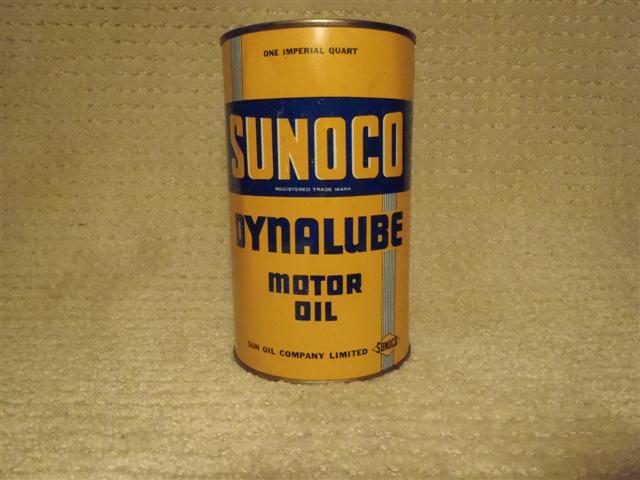 ONE IMPERIAL QUART
SUNOCO
REGISTERED TRADE MARK
DYNALUBE
MOTOR
OIL
SUN OIL COMPANY LIMITED
SUNOCO